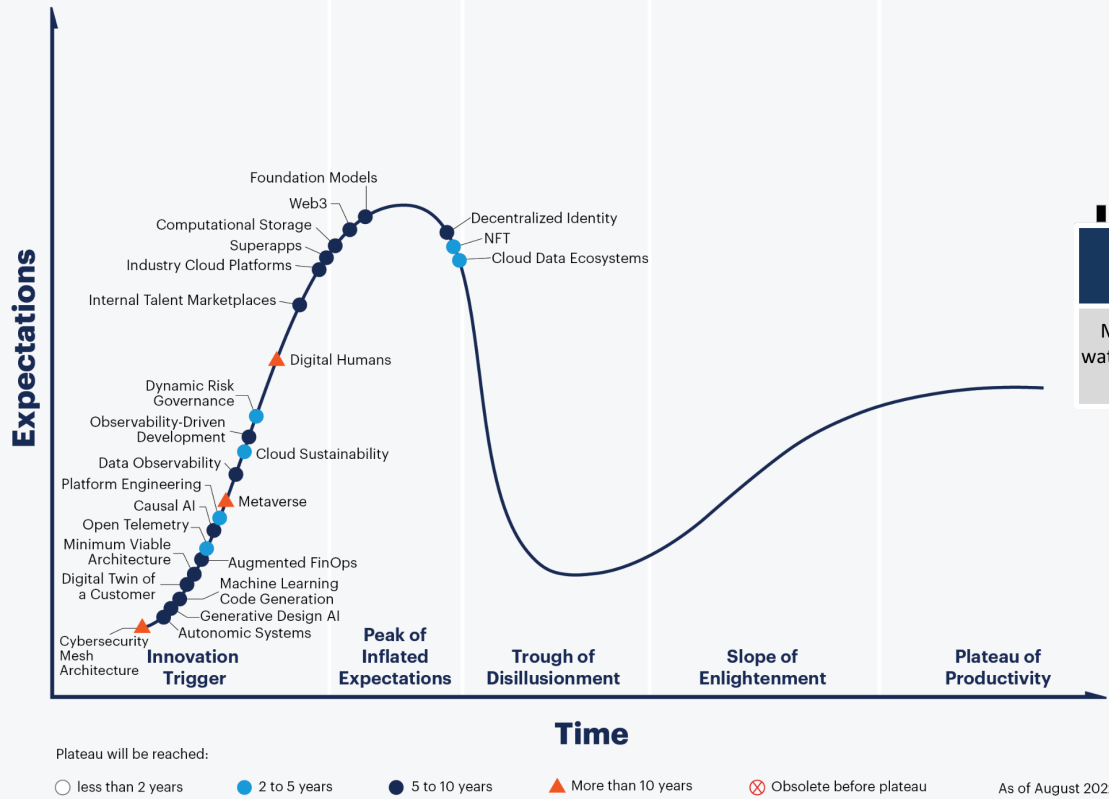 Expectations
Foundation Models
Web3
Computational Storage
Superapps
Industry Cloud Platforms
Internal Talent Marketplaces
Digital Humans
Dynamic Risk
Governance
Observability-Driven
Development
Cloud Sustainability
Data Observability
Platform Engineering
Metaverse
Causal AI
Open Telemetry
Minimum Viable
Architecture
Augmented FinOps
Digital Twin of
a Customer
Machine Learning
Code Generation
Generative Design AI
Autonomic Systems
Cybersecurity
Mesh
Architecture
Decentralized Identity
NFT
Cloud Data Ecosystems
Innovation
Trigger
Peak of
Inflated
Expectations
Trough of
Disillusionment
Slope of
Enlightenment
Plateau of
Productivity
Time
Plateau will be reached:
less than 2 years
2 to 5 years
5 to 10 years
More than 10 years
Obsolete before plateau
As of August